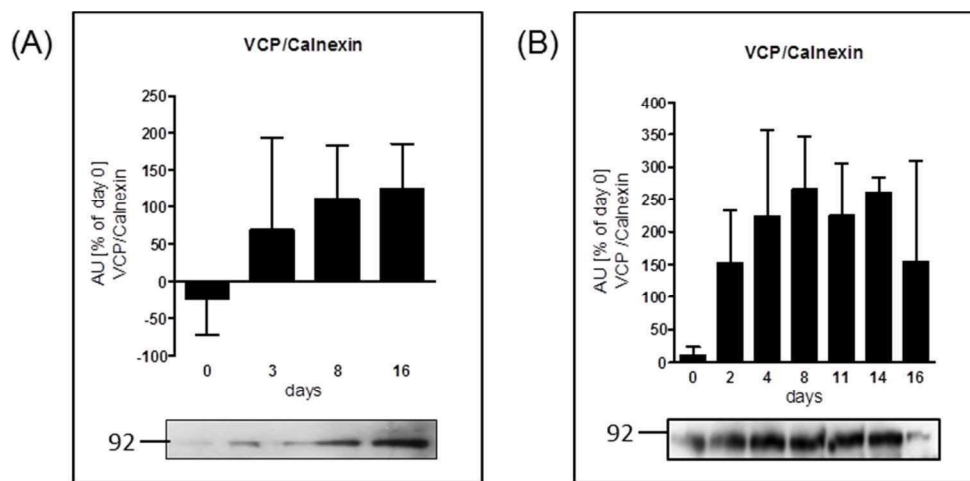 (A)
VCP/Calnexin
AU [% of day 0]
VCP/Calnexin
250
200
150
100
50
0
-50
-100
0 3 8 16
days
92
(B)
VCP/Calnexin
AU [% of day 0]
VCP /Calnexin
400
350
300
250
200
150
100
50
0
0 2 4 8 11 14 16
days
92